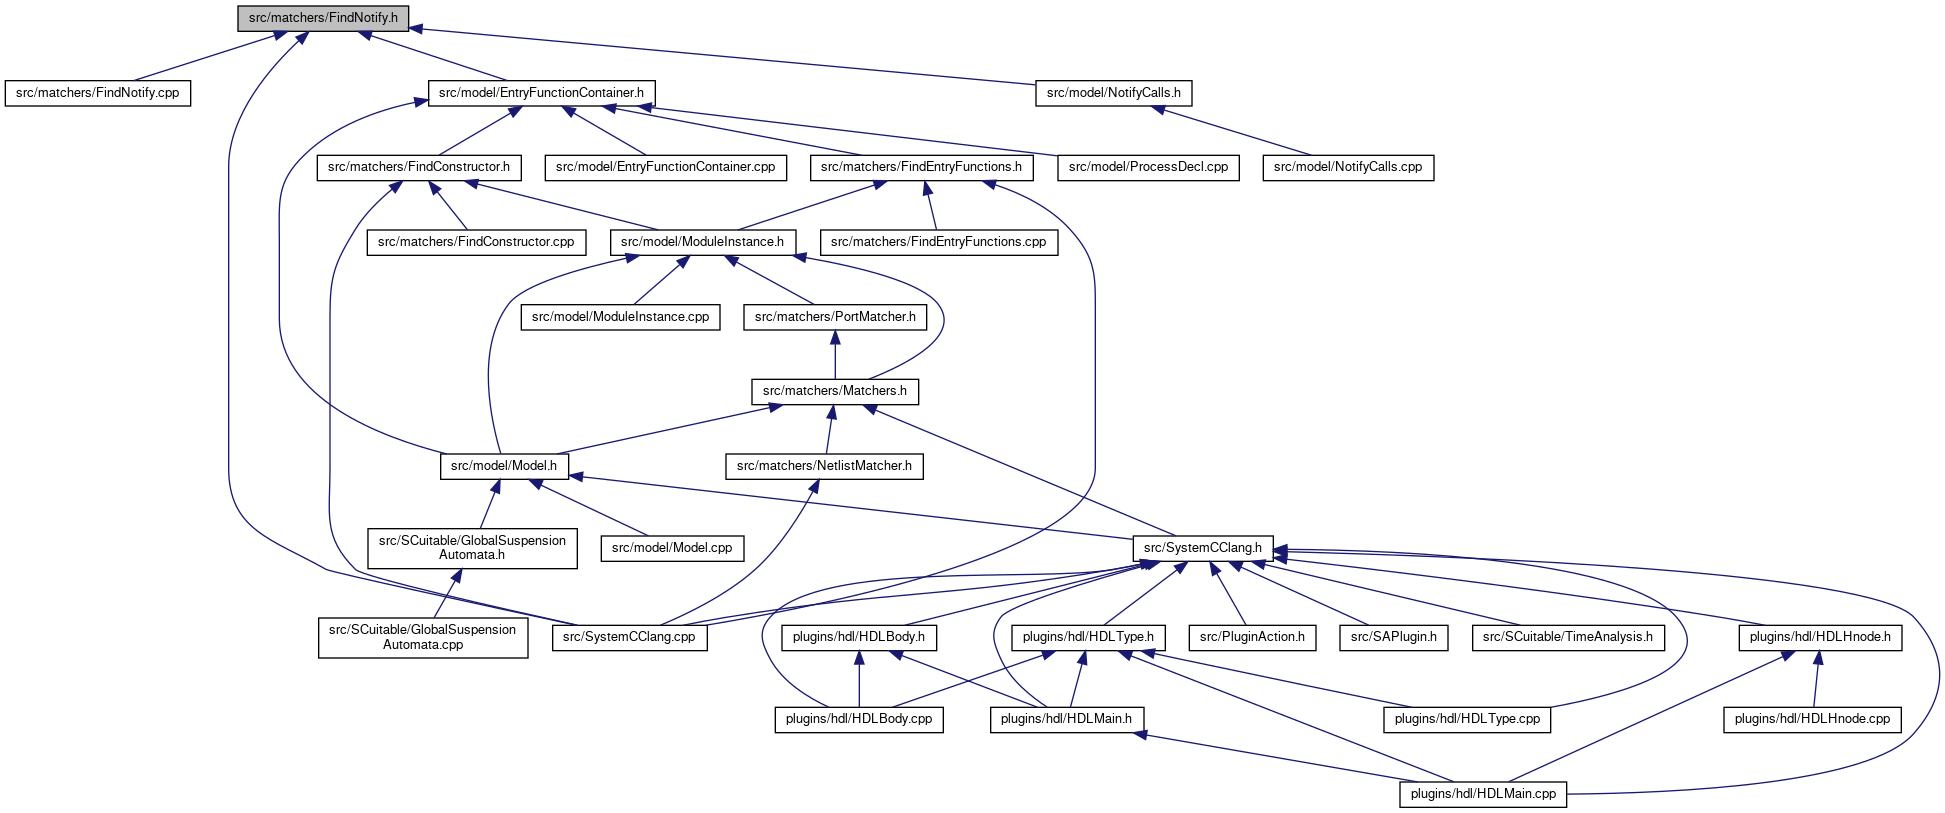 src/matchers/FindNotify.h
src/matchers/FindNotify.cpp
src/model/EntryFunctionContainer.h
src/model/NotifyCalls.h
src/matchers/FindConstructor.h
src/model/EntryFunctionContainer.cpp
src/matchers/FindEntryFunctions.h
src/model/ProcessDecl.cpp
src/model/NotifyCalls.cpp
src/matchers/FindConstructor.cpp
src/model/ModuleInstance.h
src/matchers/FindEntryFunctions.cpp
src/model/ModuleInstance.cpp
src/matchers/PortMatcher.h
src/matchers/Matchers.h
src/model/Model.h
src/matchers/NetlistMatcher.h
src/SCuitable/GlobalSuspension
Automata.h
src/model/Model.cpp
src/SystemCClang.h
src/SCuitable/GlobalSuspension
Automata.cpp
src/SystemCClang.cpp
plugins/hdl/HDLBody.h
plugins/hdl/HDLType.h
src/PluginAction.h
src/SAPlugin.h
src/SCuitable/TimeAnalysis.h
plugins/hdl/HDLHnode.h
plugins/hdl/HDLBody.cpp
plugins/hdl/HDLMain.h
plugins/hdl/HDLType.cpp
plugins/hdl/HDLHnode.cpp
plugins/hdl/HDLMain.cpp